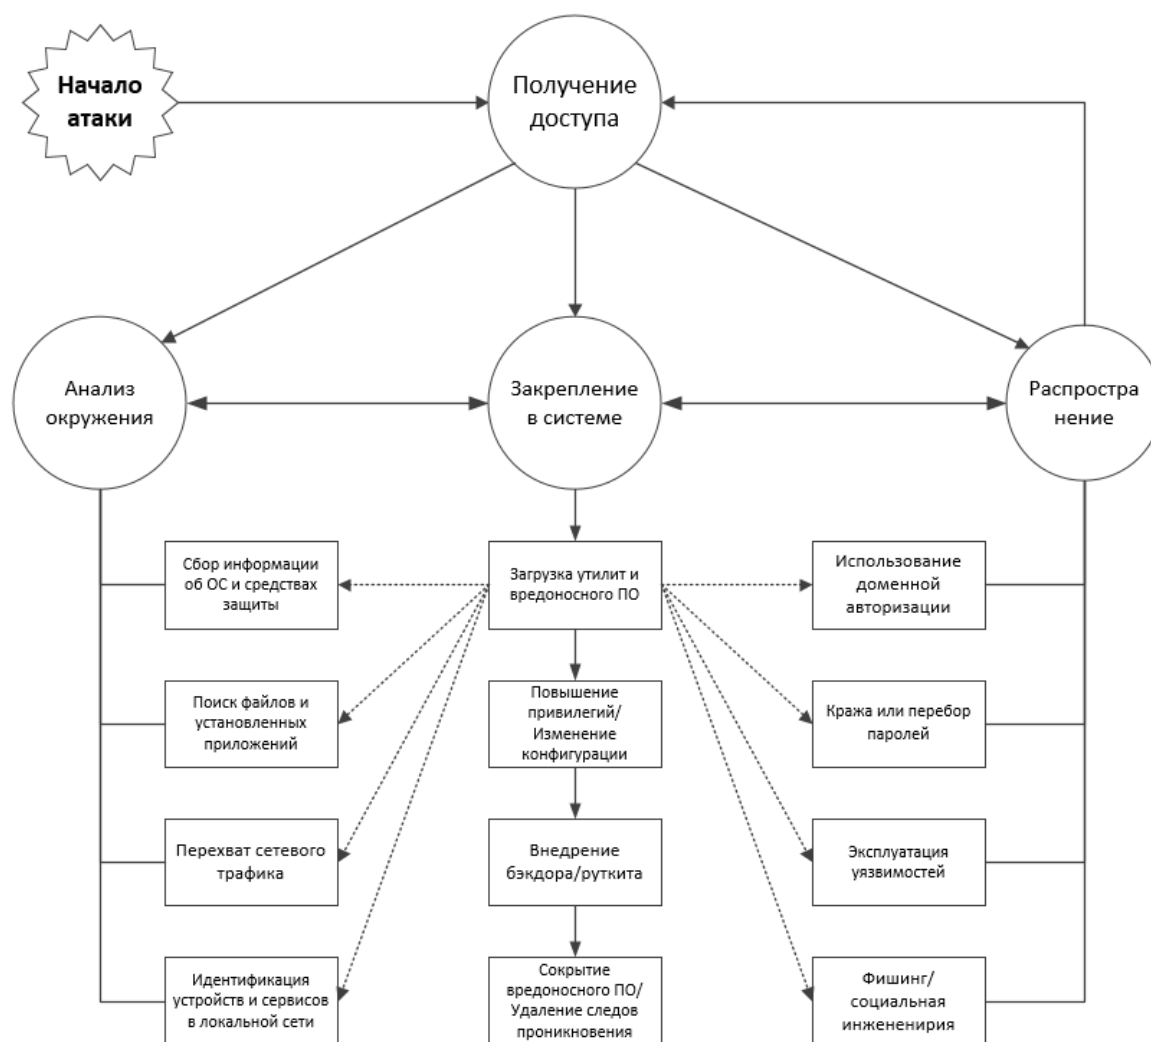 Начало
атаки
Получение
доступа
Анализ
окружения
Закрепление
в системе
Распростра
нение
Сбор информации
об ОС и средствах
защиты
Загрузка утилит и
вредоносного ПО
Использование
доменной
авторизации
Поиск файлов и
установленных
приложений
Повышение
привилегий/
Изменение
конфигурации
Кража или перебор
паролей
Перехват сетевого
трафика
Внедрение
бэкдора/руткита
Эксплуатация
уязвимостей
Идентификация
устройств и сервисов
в локальной сети
Сокрытие
вредоносного ПО/
Удаление следов
проникновения
Фишинг/
социальная
инжененирия